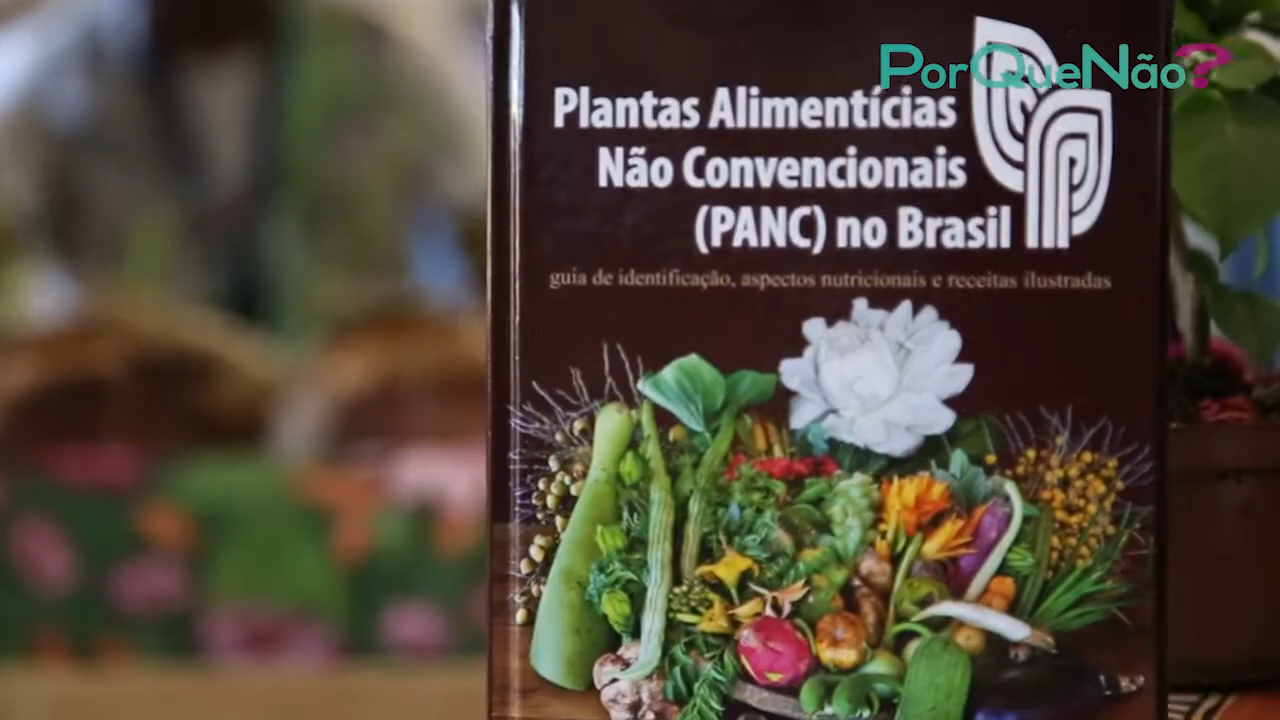 PorQueNão?
Plantas Alimentícias
Não Convencionais
(PANC) no Brasil
guia de identificação, aspectos nutricionais e receitas ilustradas